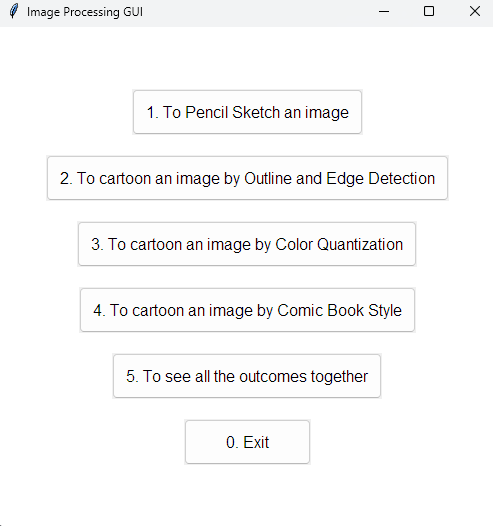 Image Processing GUI
1. To Pencil Sketch an image
2. To cartoon an image by Outline and Edge Detection
3. To cartoon an image by Color Quantization
4. To cartoon an image by Comic Book Style
5. To see all the outcomes together
0. Exit